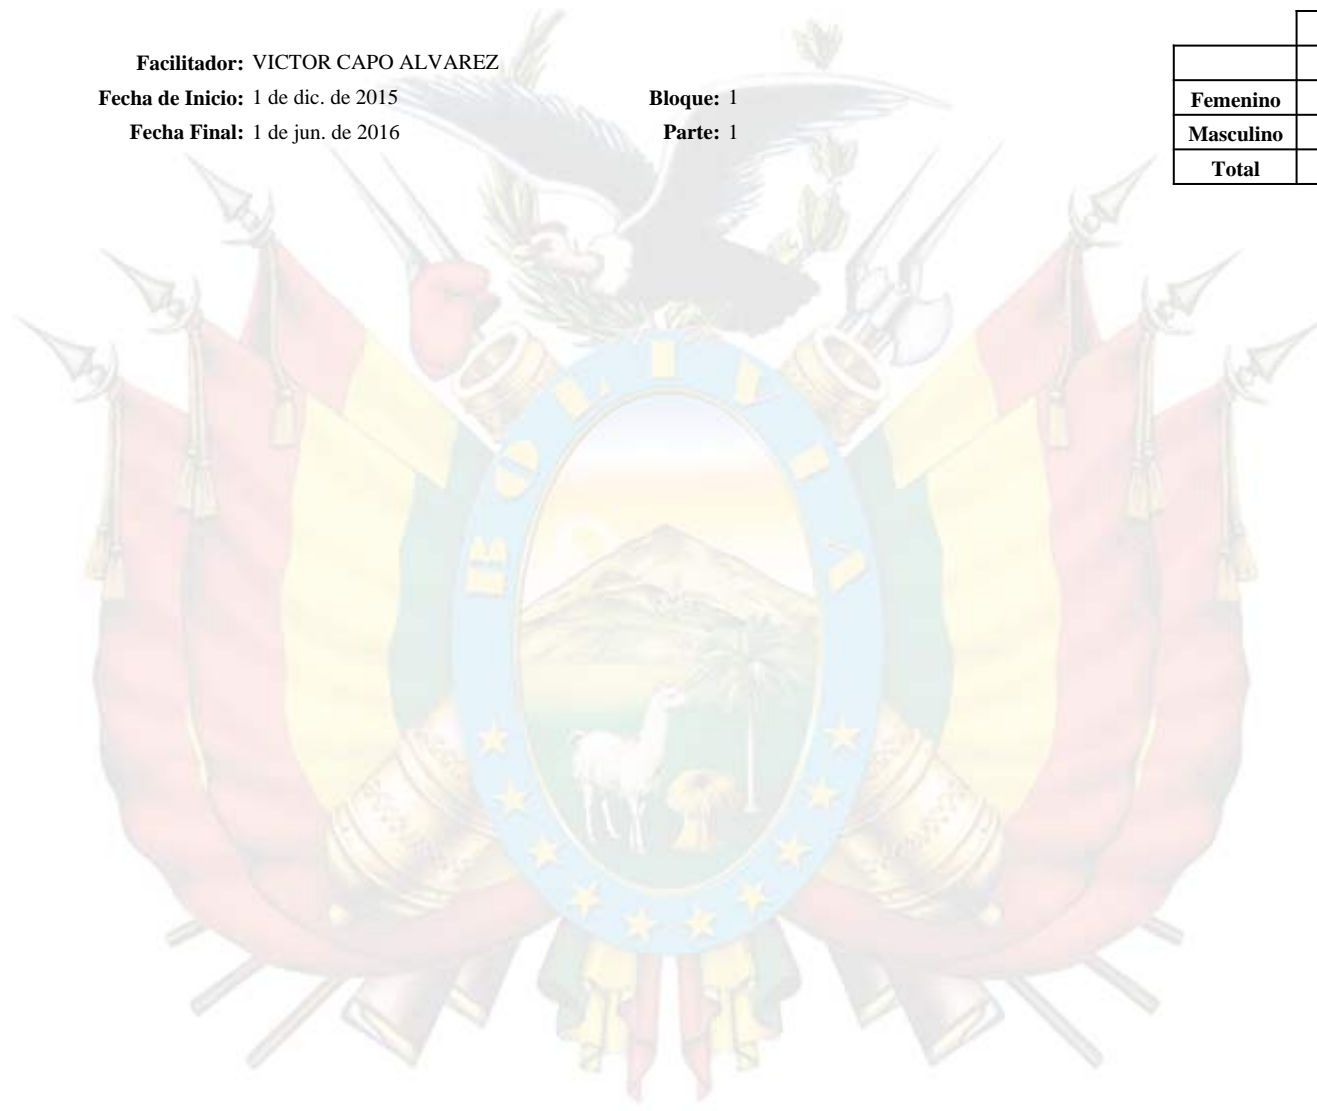 Facilitador: VICTOR CAPO ALVAREZ
Fecha de Inicio: 1 de dic. de 2015 Bloque: 1
Fecha Final: 1 de jun. de 2016 Parte: 1
Femenino
Masculino
Total
BOLIVIA